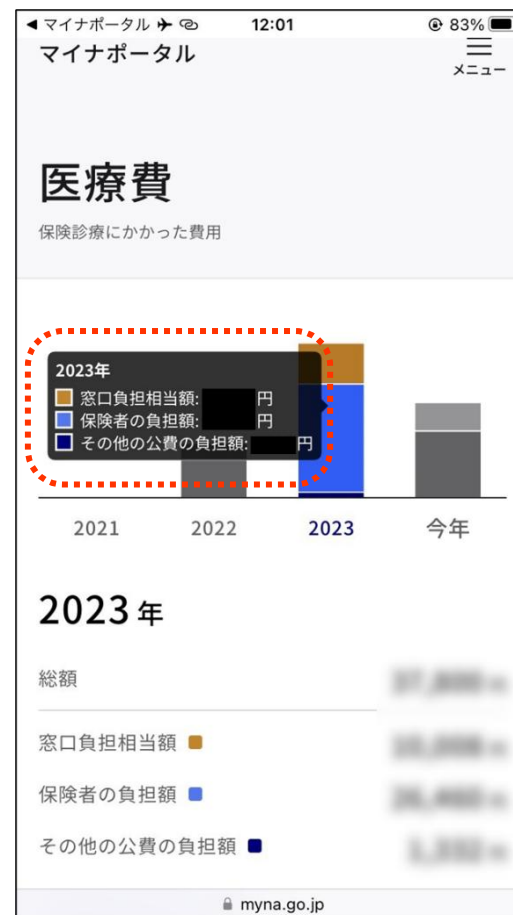 マイナポータル 12:01 83%
マイナポータル
メニュー
医療費
保険診療にかかった費用
2023年
窓口負担相当額: 円
保険者の負担額: 円
その他の公費の負担額: 円
2021 2022 2023 今年
2023年
総額
窓口負担相当額
保険者の負担額
その他の公費の負担額
myna.go.jp